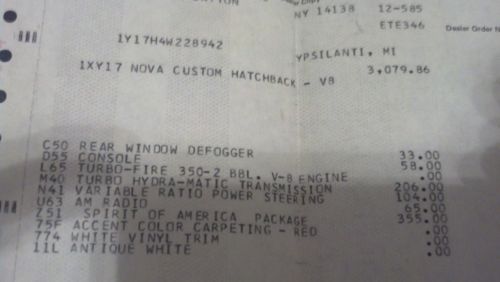 NY 14138 12-585
ETE346 Dealer Order N
1Y17H4W228942
YPSILANTI, MI
1XY17 NOVA CUSTOM HATCHBACK - V8 3,079.86
C50 REAR WINDOW DEFOGGER 33.00
D55 CONSOLE 58.00
L65 TURBO-FIRE 350-2 BBL. V-8 ENGINE .00
M40 TURBO HYDRA-MATIC TRANSMISSION 206.00
N41 VARIABLE RATIO POWER STEERING 104.00
U63 AM RADIO 65.00
Z51 SPIRIT OF AMERICA PACKAGE 355.00
75F ACCENT COLOR CARPETING - RED .00
774 WHITE VINYL TRIM .00
11L ANTIQUE WHITE .00